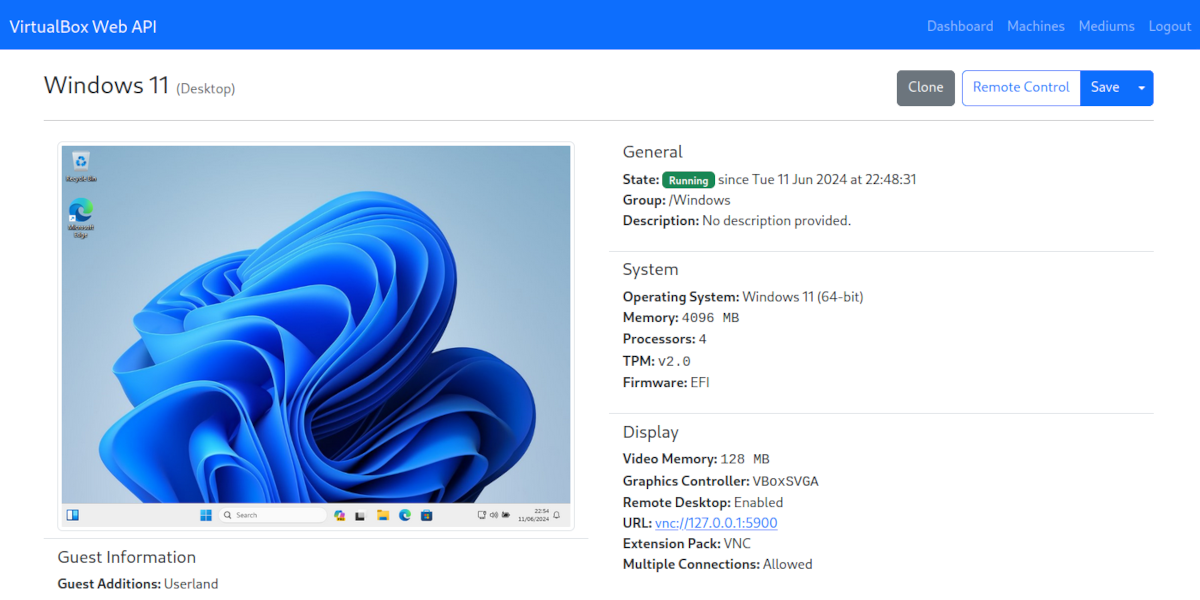 VirtualBox Web API Dashboard Machines Mediums Logout
Windows 11 (Desktop) Clone Remote Control Save
Recycle Bin
Microsoft
Edge
Search
22:54
11/06/2024
Guest Information
Guest Additions: Userland
General
State: Running since Tue 11 Jun 2024 at 22:48:31
Group: /Windows
Description: No description provided.
System
Operating System: Windows 11 (64-bit)
Memory: 4096 MB
Processors: 4
TPM: v2.0
Firmware: EFI
Display
Video Memory: 128 MB
Graphics Controller: VBoxSVGA
Remote Desktop: Enabled
URL: vnc://127.0.0.1:5900
Extension Pack: VNC
Multiple Connections: Allowed